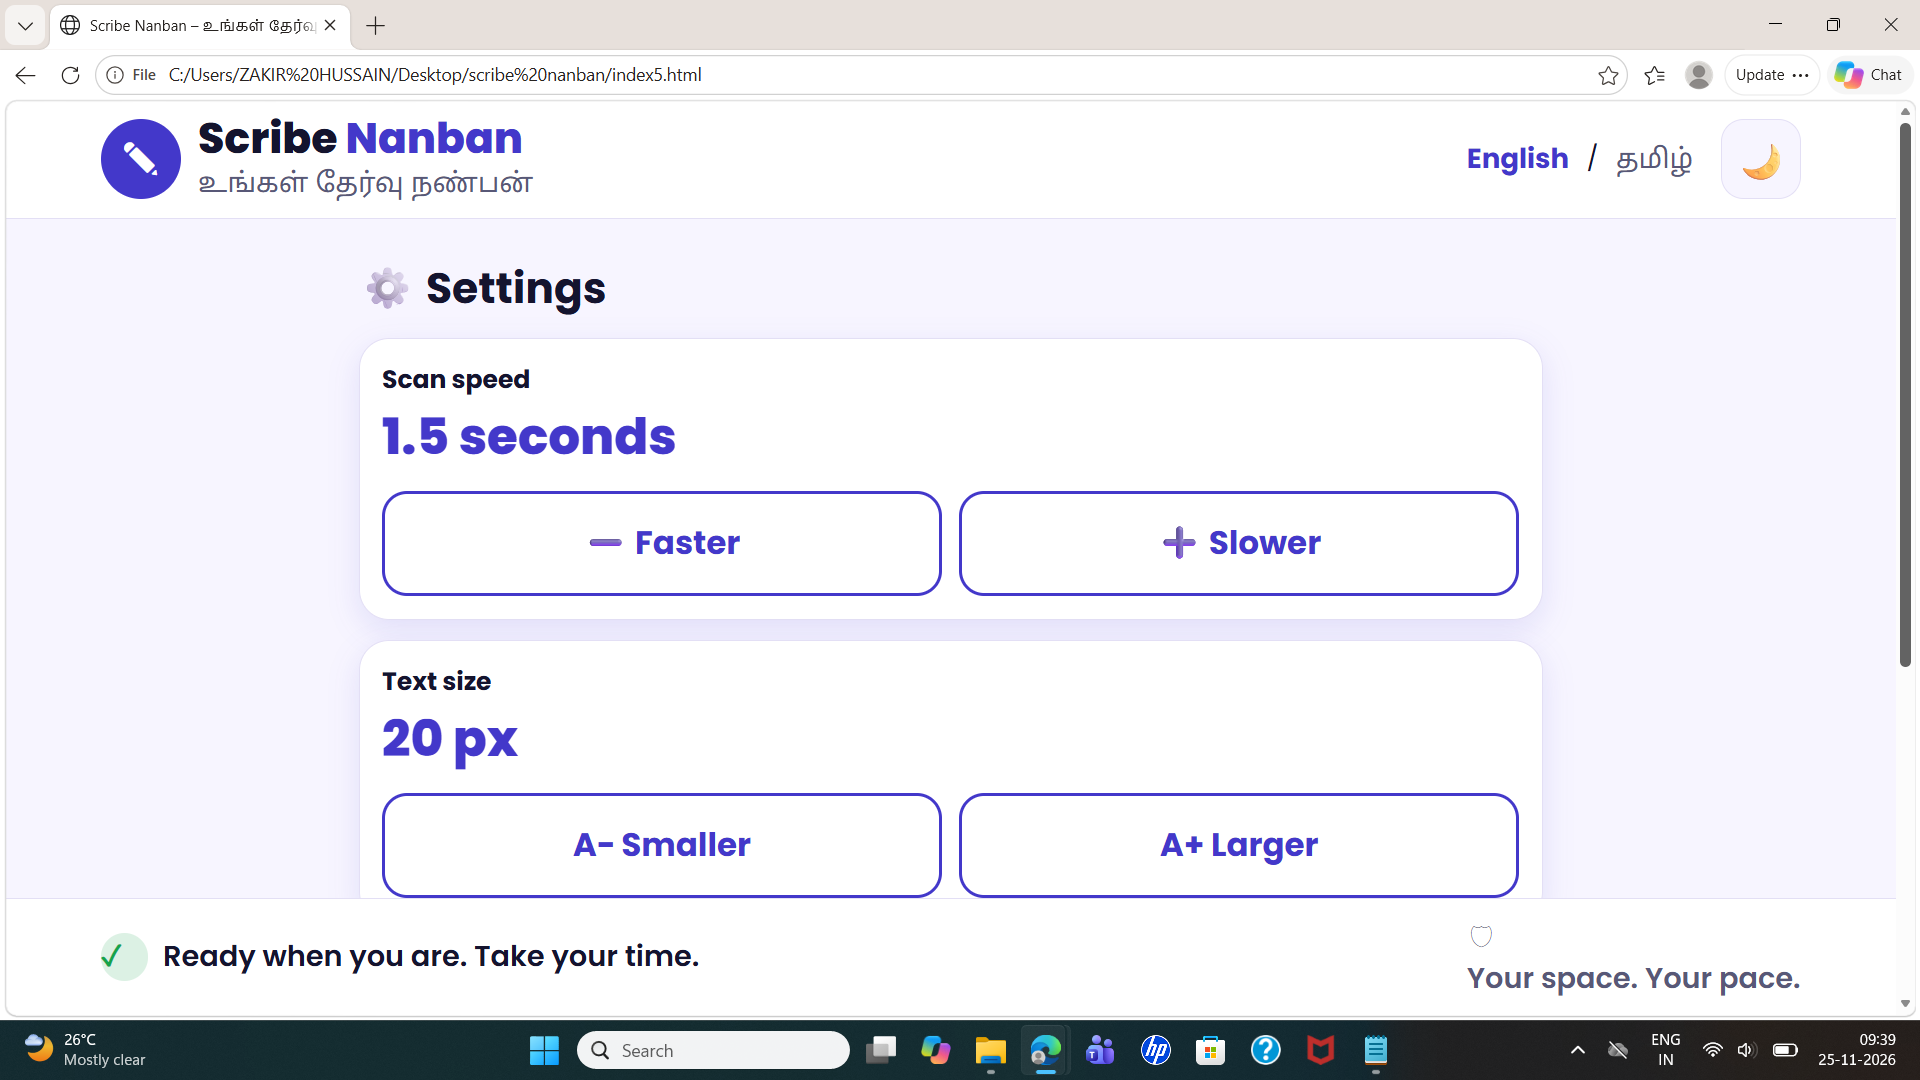 Scribe Nanban – உங்கள் தேர்வு
File C:/Users/ZAKIR%20HUSSAIN/Desktop/scribe%20nanban/index5.html
Update
Chat
Scribe Nanban
உங்கள் தேர்வு நண்பன்
English / தமிழ்
Settings
Scan speed
1.5 seconds
− Faster
+ Slower
Text size
20 px
A- Smaller
A+ Larger
✓ Ready when you are. Take your time.
Your space. Your pace.
26°C
Mostly clear
Search
hp
ENG
IN
09:39
25-11-2026